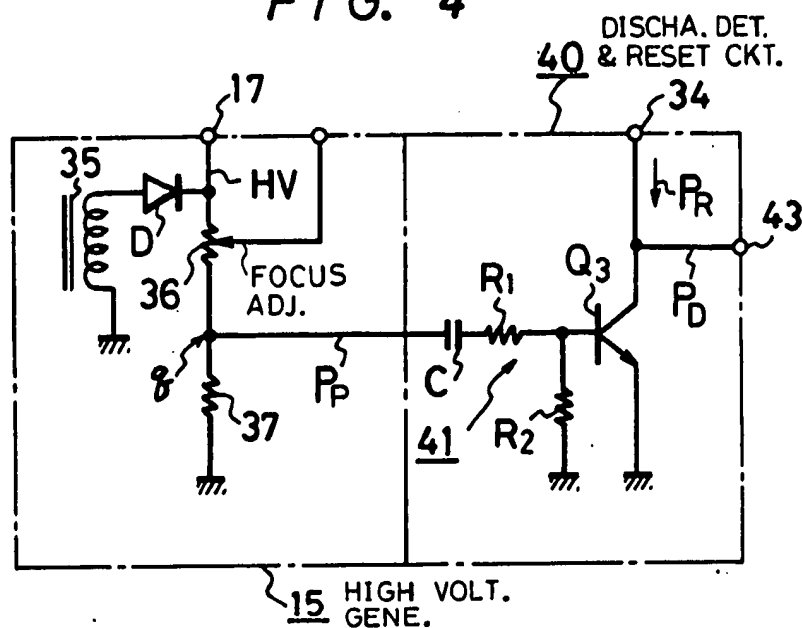 FIG. 4
DISCHA. DET.
40 & RESET CKT.
17
34
35
HV
PR
43
D
36
FOCUS
ADJ.
Q3
PD
R1
q
PP
C
37
41
R2
15 HIGH VOLT.
GENE.